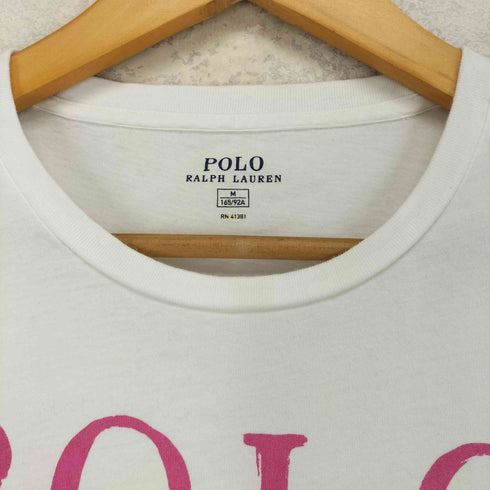 POLO
RALPH LAUREN
M
165/92A
RN 41381
POLO